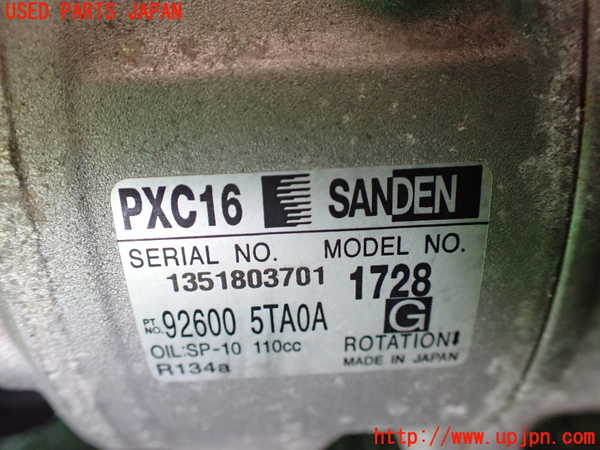 USED PARTS JAPAN
PXC16 SANDEN
SERIAL NO. MODEL NO.
1351803701 1728
PT NO. 92600 5TA0A G
OIL:SP-10 110cc ROTATION
R134a MADE IN JAPAN
(C)UPJ
http://www.upjpn.com/